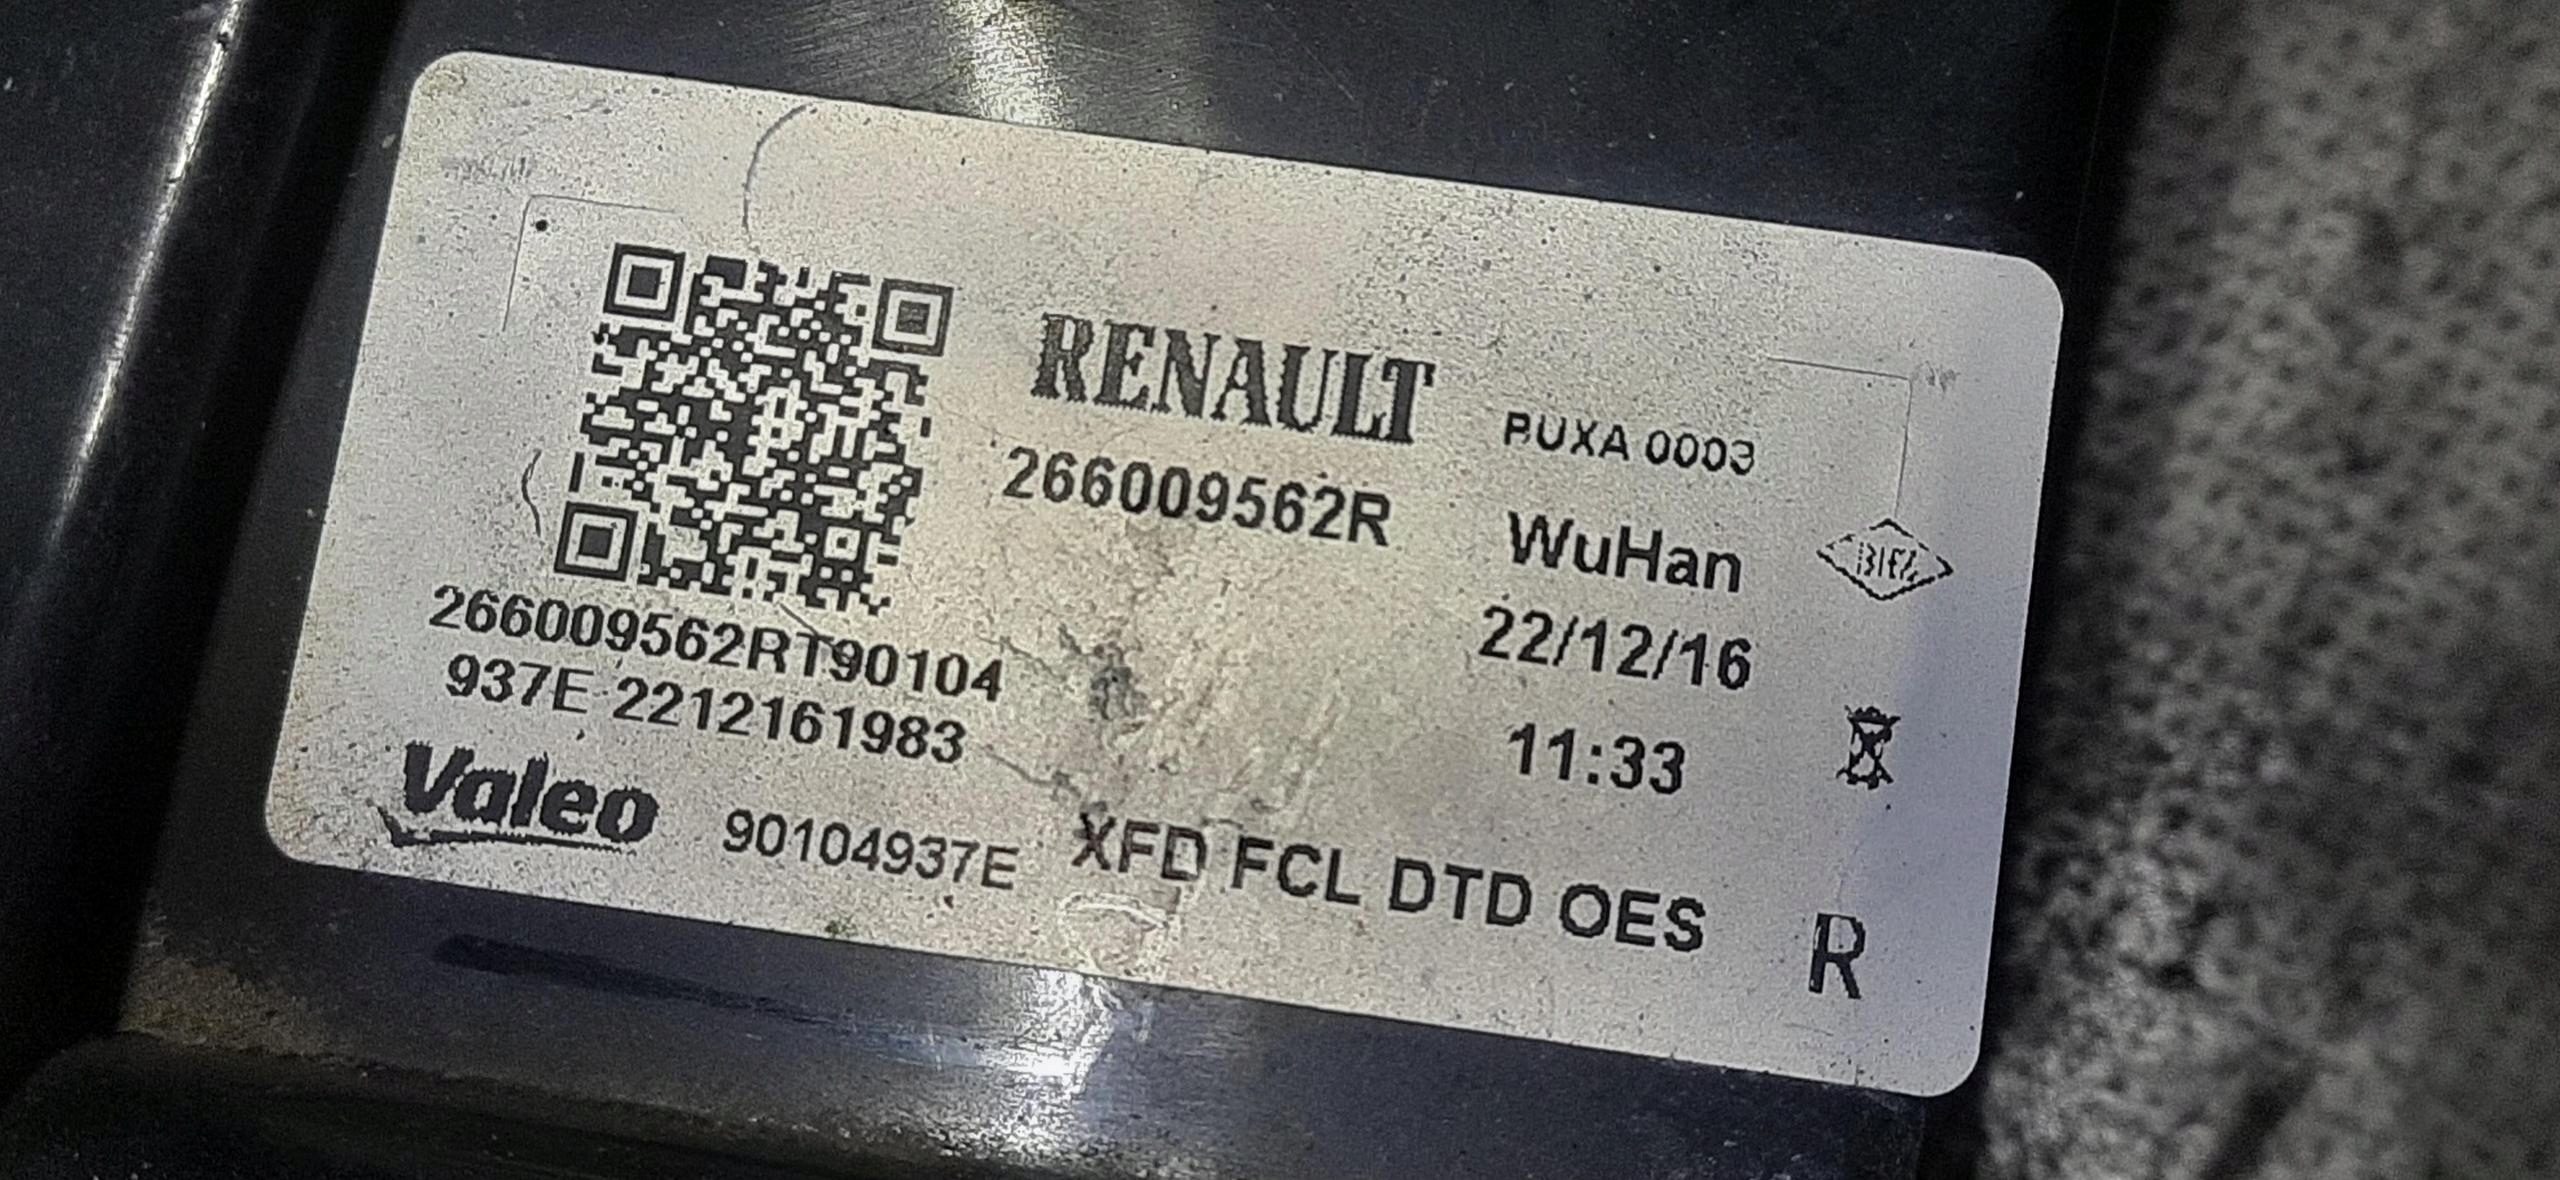 RENAULT
PUXA 0003
266009562R
WuHan
22/12/16
11:33
266009562RT90104
937E 2212161983
Valeo
90104937E
XFD FCL DTD OES
R